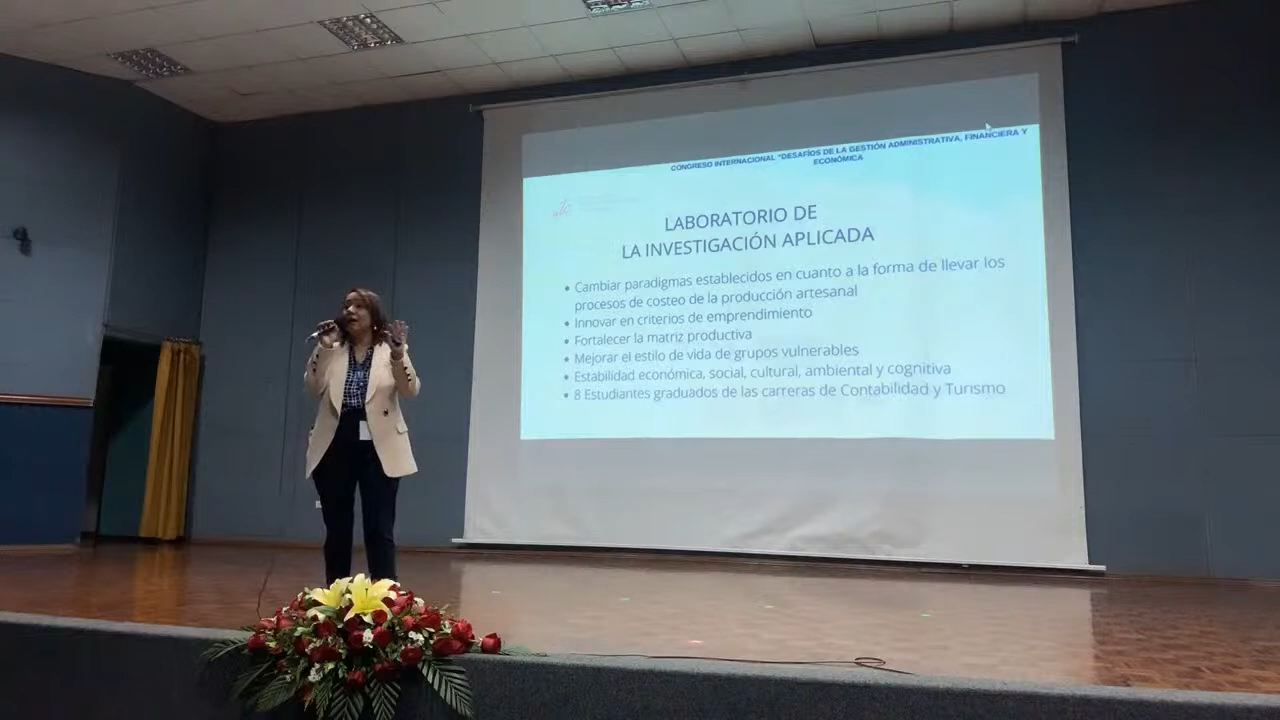 CONGRESO INTERNACIONAL "DESAFÍOS DE LA GESTIÓN ADMINISTRATIVA, FINANCIERA Y
ECONÓMICA
LABORATORIO DE
LA INVESTIGACIÓN APLICADA
• Cambiar paradigmas establecidos en cuanto a la forma de llevar los
procesos de costeo de la producción artesanal
• Innovar en criterios de emprendimiento
• Fortalecer la matriz productiva
• Mejorar el estilo de vida de grupos vulnerables
• Estabilidad económica, social, cultural, ambiental y cognitiva
• 8 Estudiantes graduados de las carreras de Contabilidad y Turismo